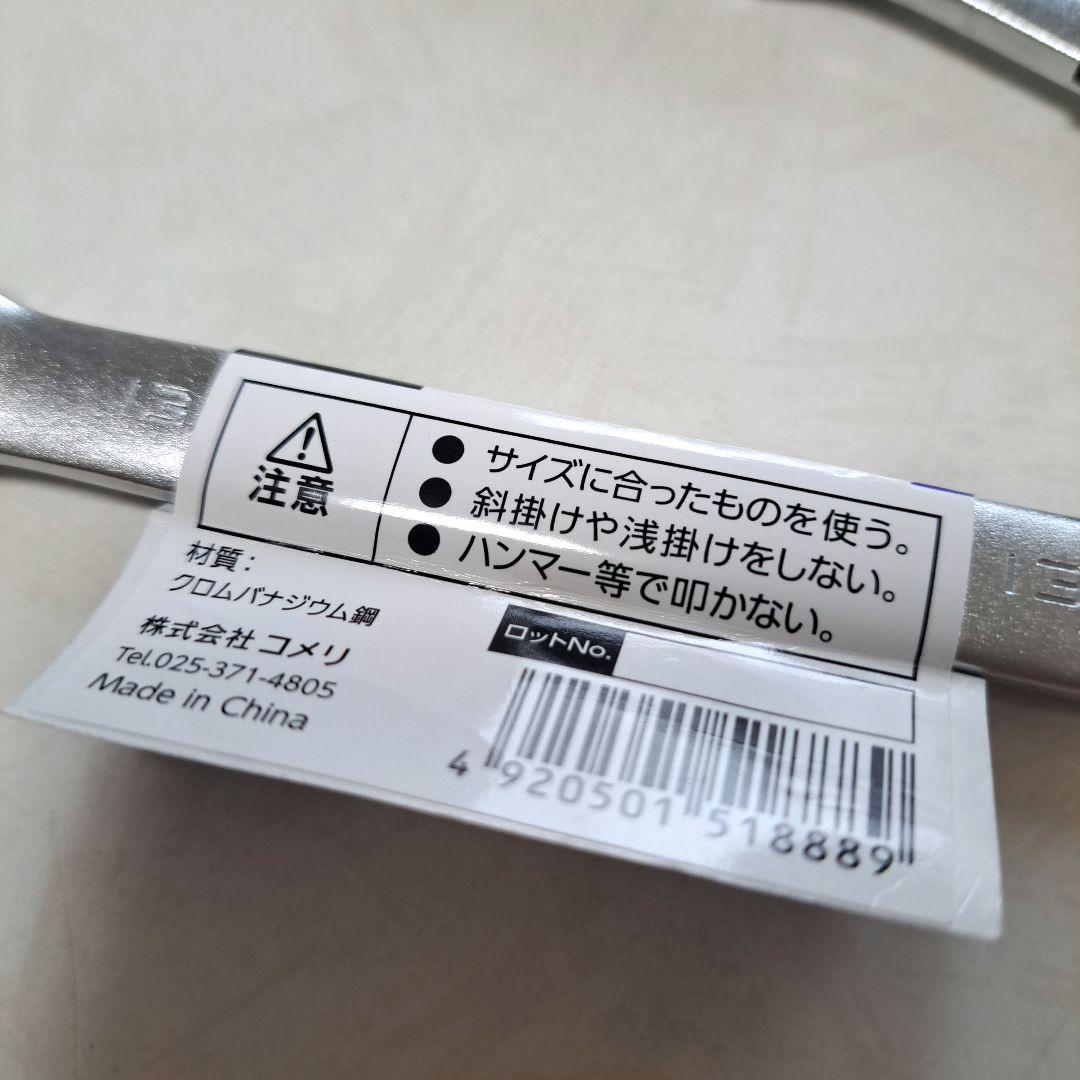 13
注意
●サイズに合ったものを使う。
●斜掛けや浅掛けをしない。
●ハンマー等で叩かない。
13
材質:
クロムバナジウム鋼
株式会社 コメリ
Tel.025-371-4805
Made in China
ロットNo.
4 920501 518889